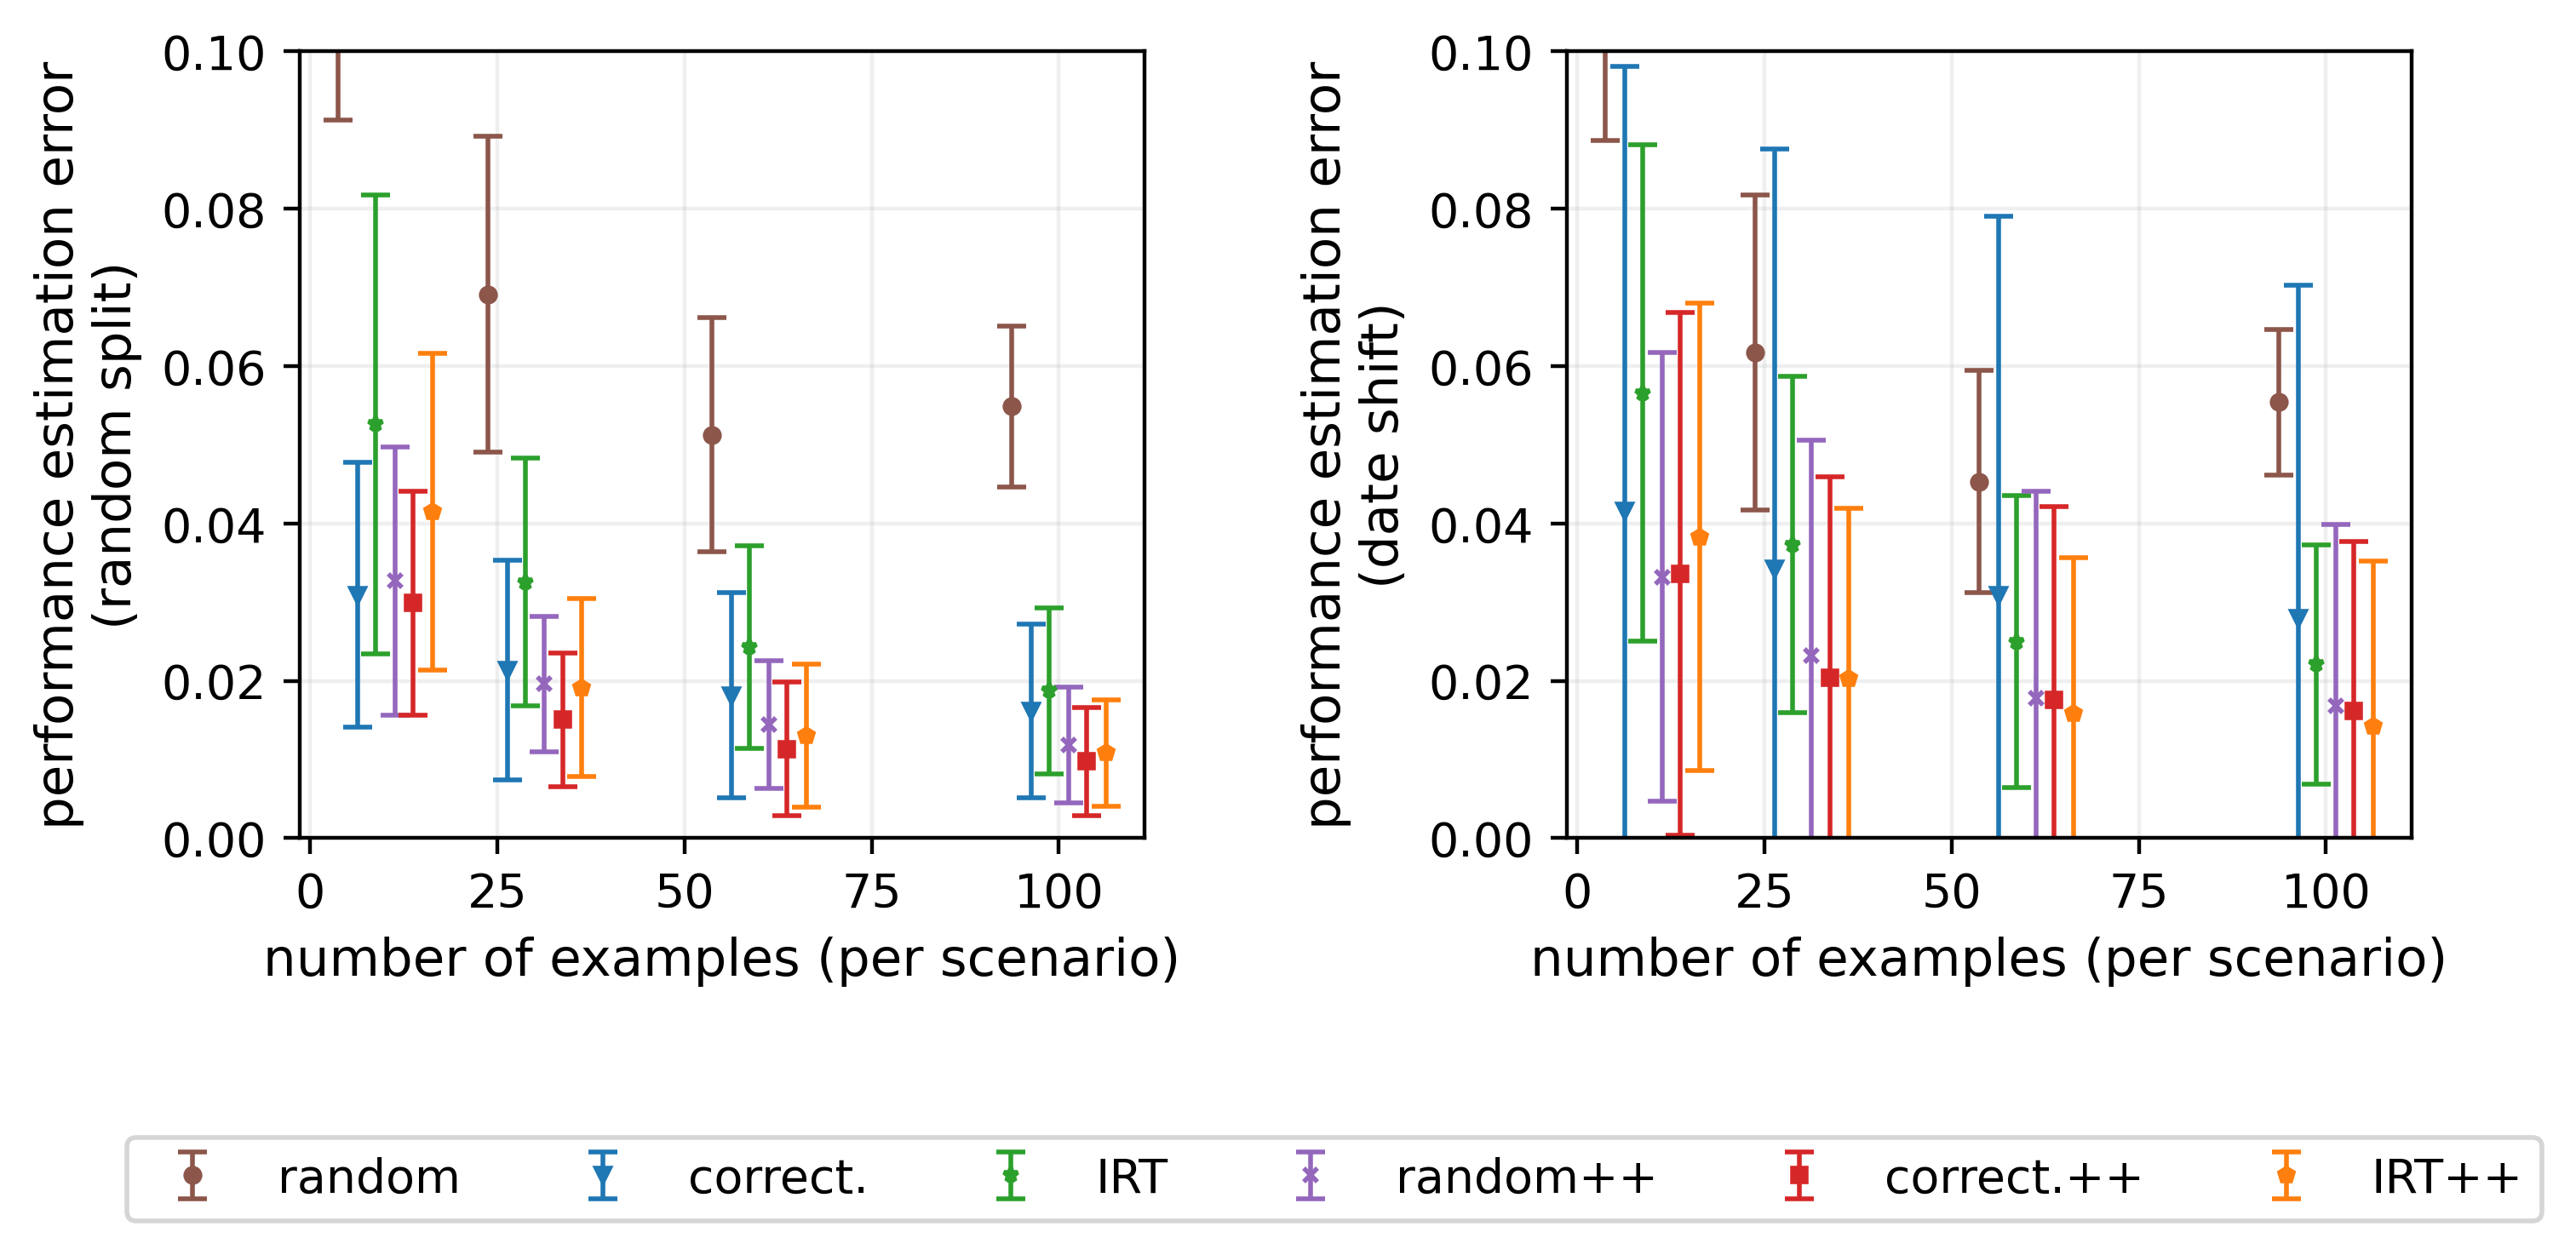 performance estimation error
(random split)
0.10
0.08
0.06
0.04
0.02
0.00
0 25 50 75 100
number of examples (per scenario)
performance estimation error
(date shift)
0.10
0.08
0.06
0.04
0.02
0.00
0 25 50 75 100
number of examples (per scenario)
random correct. IRT random++ correct.++ IRT++